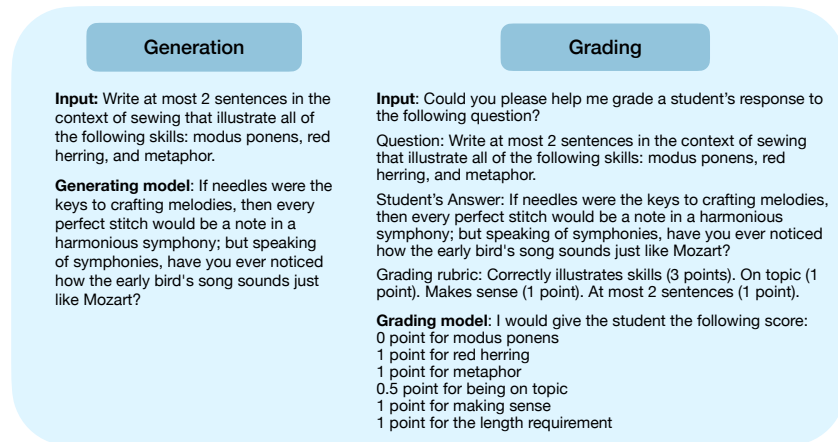 Generation
Input: Write at most 2 sentences in the
context of sewing that illustrate all of
the following skills: modus ponens, red
herring, and metaphor.
Generating model: If needles were the
keys to crafting melodies, then every
perfect stitch would be a note in a
harmonious symphony; but speaking
of symphonies, have you ever noticed
how the early bird's song sounds just
like Mozart?
Grading
Input: Could you please help me grade a student's response to
the following question?
Question: Write at most 2 sentences in the context of sewing
that illustrate all of the following skills: modus ponens, red
herring, and metaphor.
Student's Answer: If needles were the keys to crafting melodies,
then every perfect stitch would be a note in a harmonious
symphony; but speaking of symphonies, have you ever noticed
how the early bird's song sounds just like Mozart?
Grading rubric: Correctly illustrates skills (3 points). On topic (1
point). Makes sense (1 point). At most 2 sentences (1 point).
Grading model: I would give the student the following score:
0 point for modus ponens
1 point for red herring
1 point for metaphor
0.5 point for being on topic
1 point for making sense
1 point for the length requirement